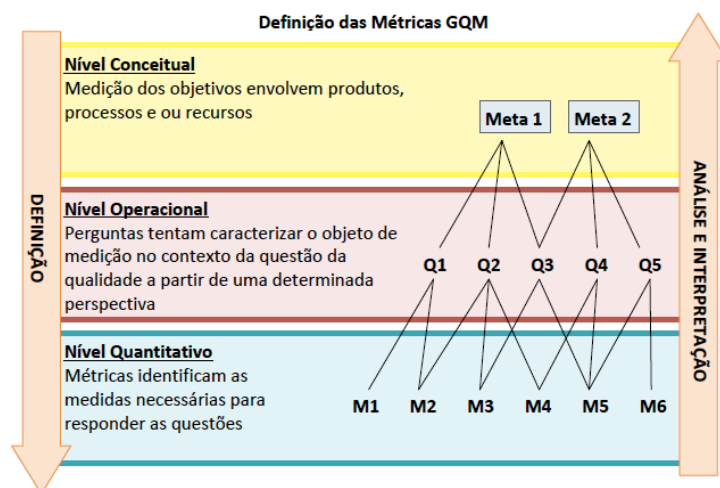 Definição das Métricas GQM
DEFINIÇÃO
Nível Conceitual
Medição dos objetivos envolvem produtos,
processos e ou recursos
Meta 1 Meta 2
Nível Operacional
Perguntas tentam caracterizar o objeto de
medição no contexto da questão da
qualidade a partir de uma determinada
perspectiva
Q1 Q2 Q3 Q4 Q5
Nível Quantitativo
Métricas identificam as
medidas necessárias para
responder as questões
M1 M2 M3 M4 M5 M6
ANÁLISE E INTERPRETAÇÃO